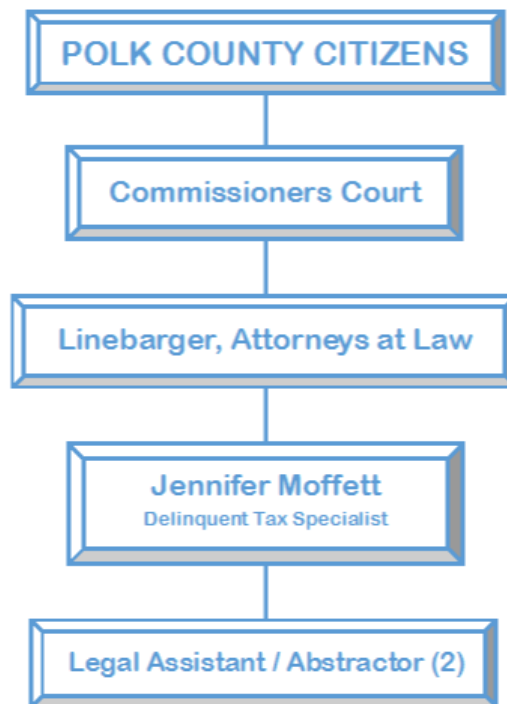 POLK COUNTY CITIZENS
Commissioners Court
Linebarger, Attorneys at Law
Jennifer Moffett
Delinquent Tax Specialist
Legal Assistant / Abstractor (2)